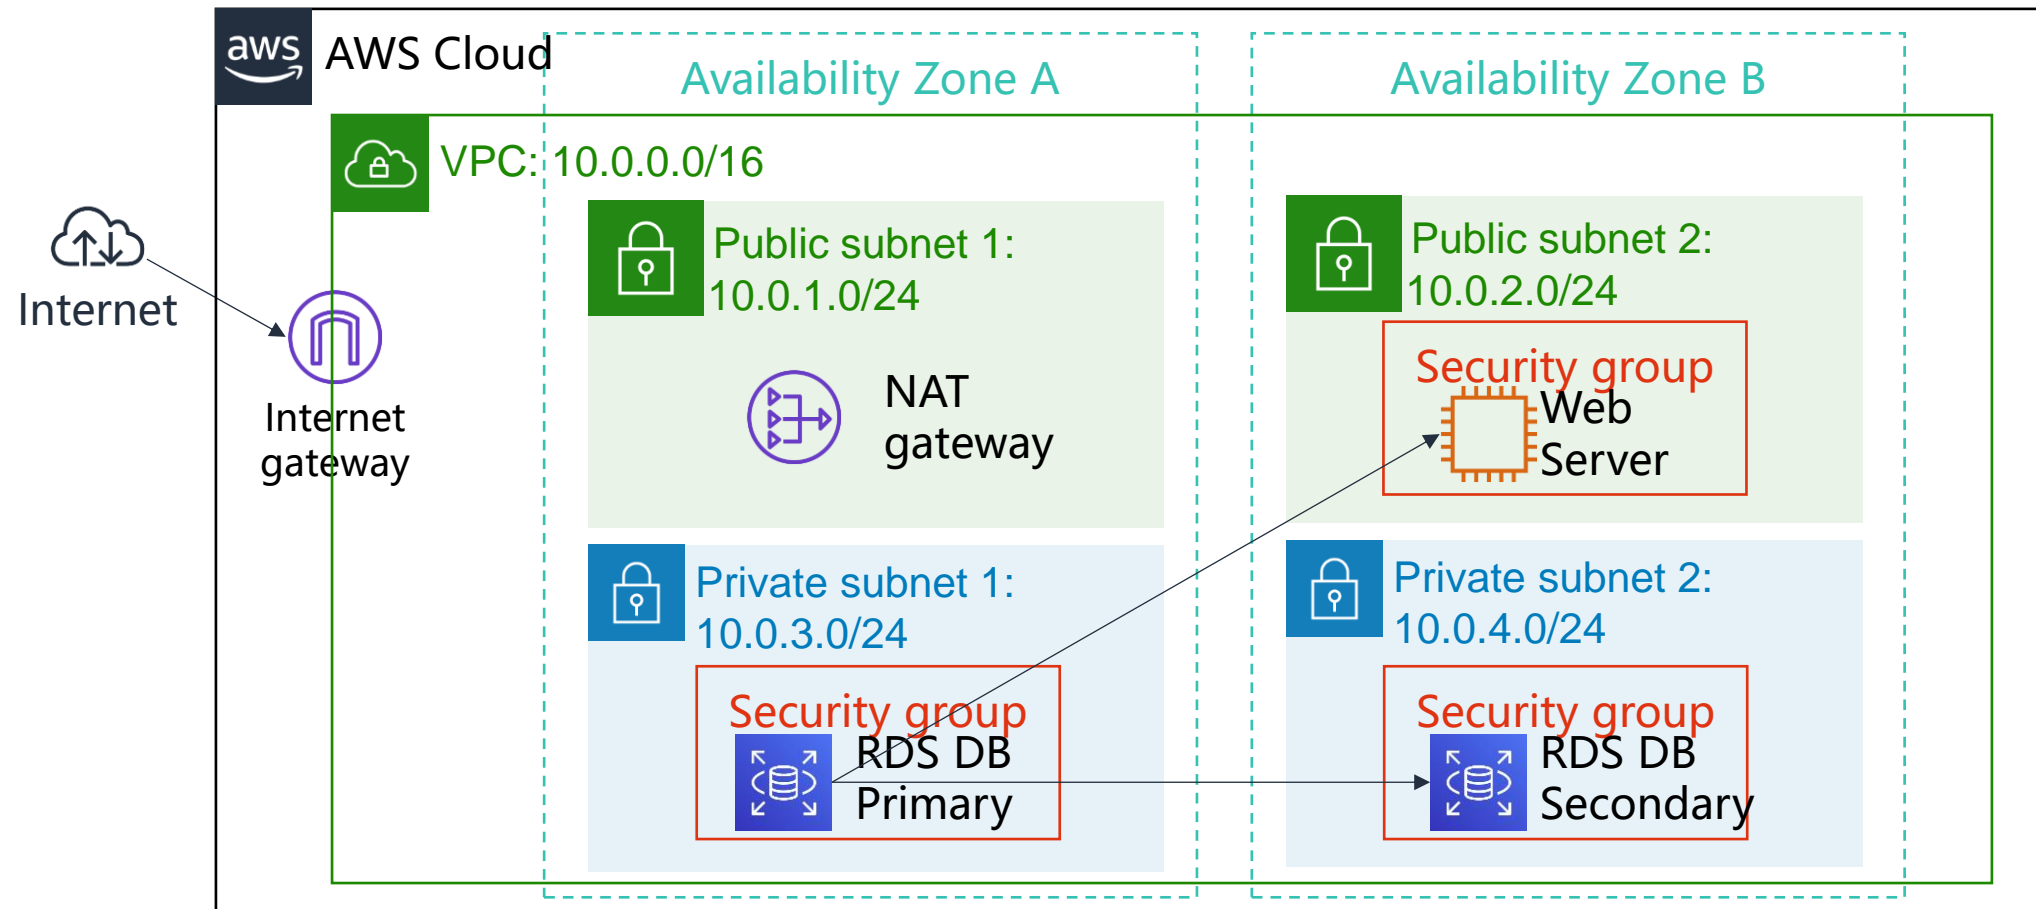 aws
AWS Cloud
Availability Zone A
Availability Zone B
VPC: 10.0.0.0/16
Internet
Internet
gateway
Public subnet 1:
10.0.1.0/24
NAT
gateway
Public subnet 2:
10.0.2.0/24
Security group
Web
Server
Private subnet 1:
10.0.3.0/24
Security group
RDS DB
Primary
Private subnet 2:
10.0.4.0/24
Security group
RDS DB
Secondary